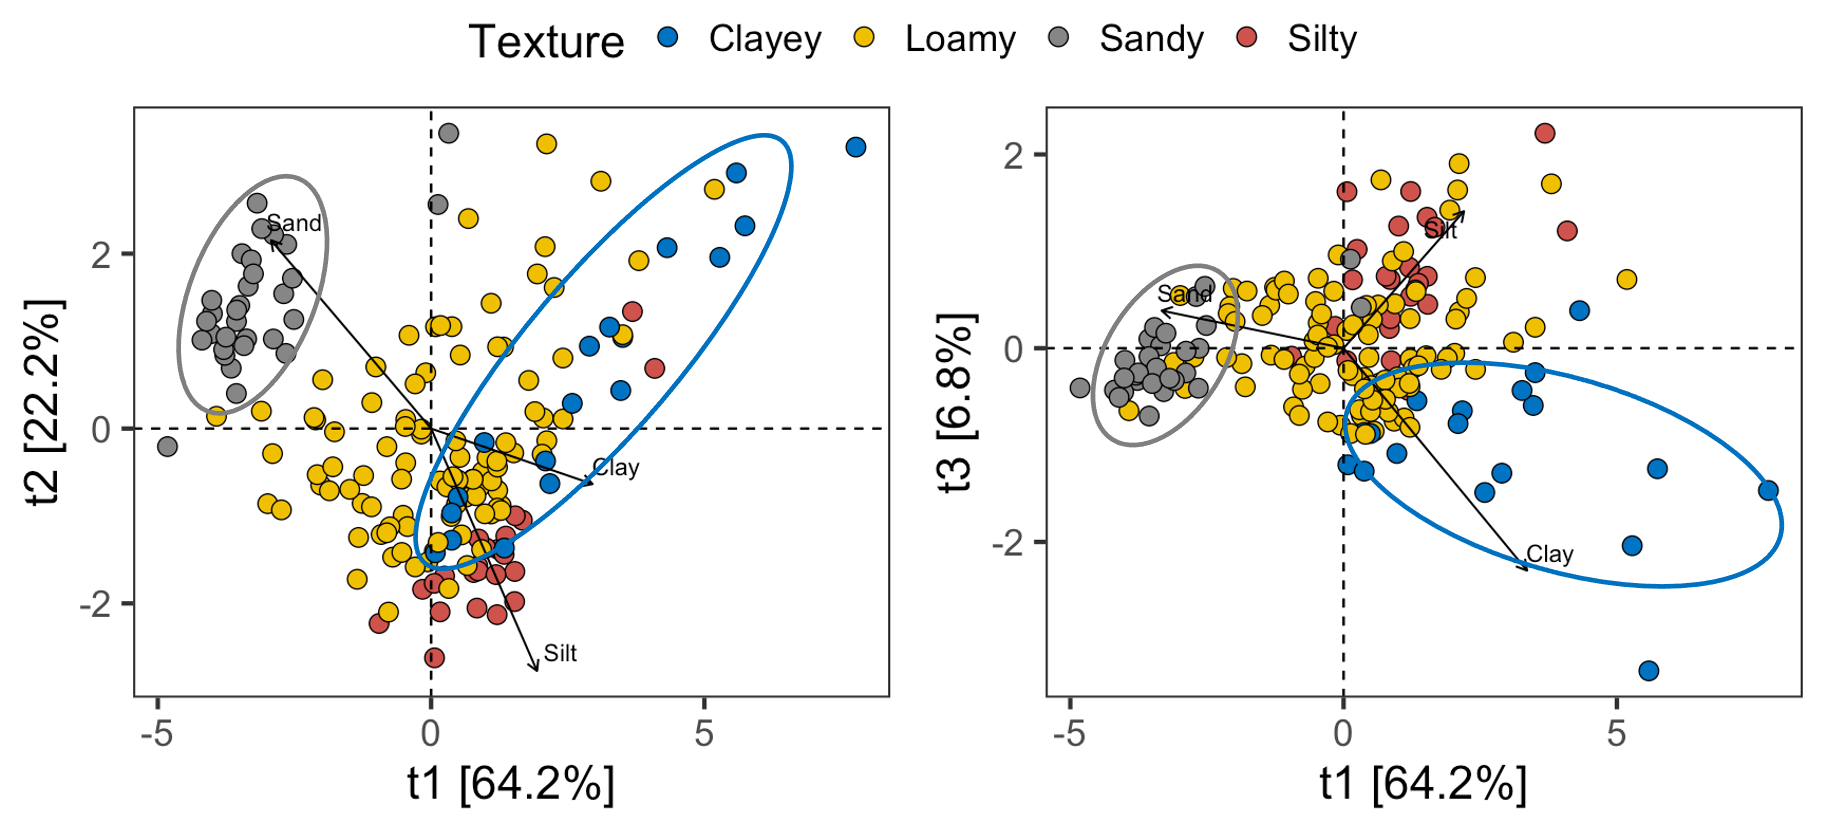 Texture Clayey Loamy Sandy Silty
Sand
Clay
Silt
2
0
-2
-5 0 5
t2 [22.2%]
t1 [64.2%]
Silt
Sand
Clay
2
0
-2
-5 0 5
t3 [6.8%]
t1 [64.2%]